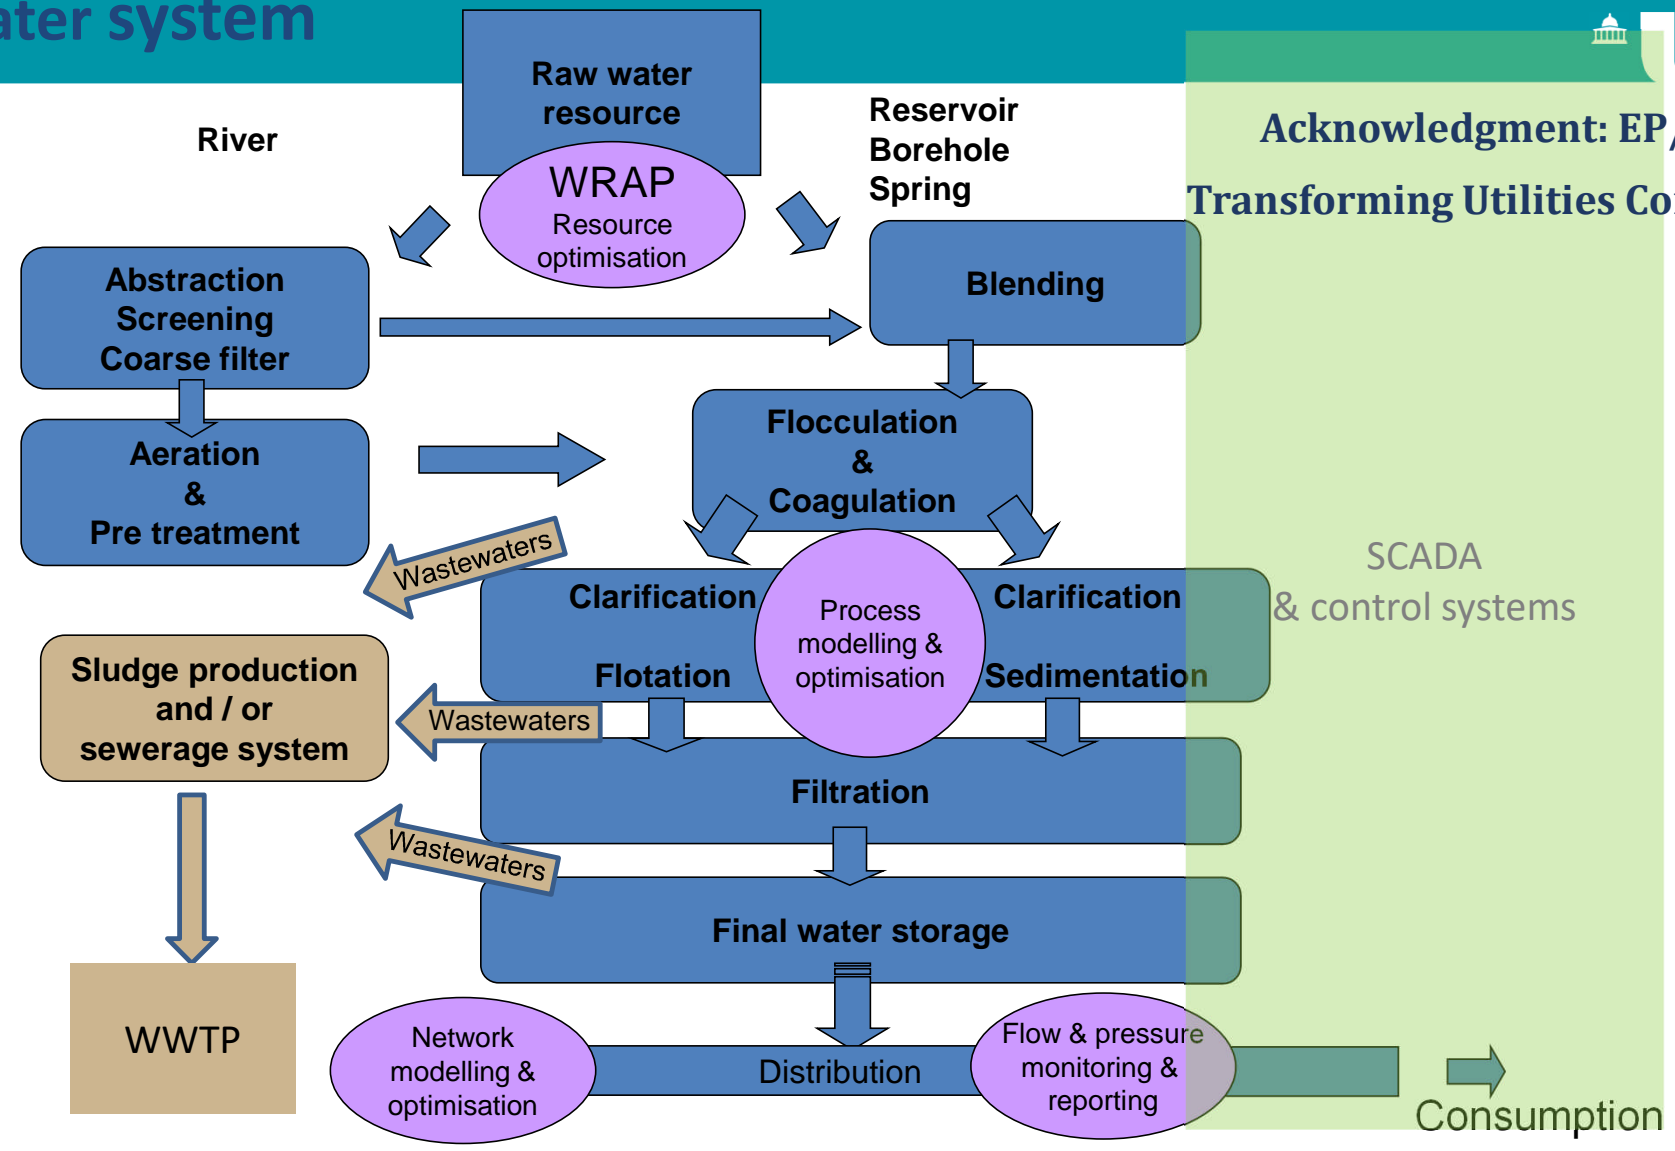 system
Raw water
resource
River
Reservoir
Borehole
Spring
Acknowledgment: EP/
Transforming Utilities
WRAP
Resource
optimisation
Abstraction
Screening
Coarse filter
Blending
Aeration
&
Pre treatment
Flocculation
&
Coagulation
Wastewaters
Clarification
Flotation
Process
modelling &
optimisation
Clarification
Sedimentation
SCADA
& control systems
Sludge production
and / or
sewerage system
Wastewaters
Filtration
Wastewaters
Final water storage
WWTP
Network
modelling &
optimisation
Distribution
Flow & pressure
monitoring &
reporting
Consumption